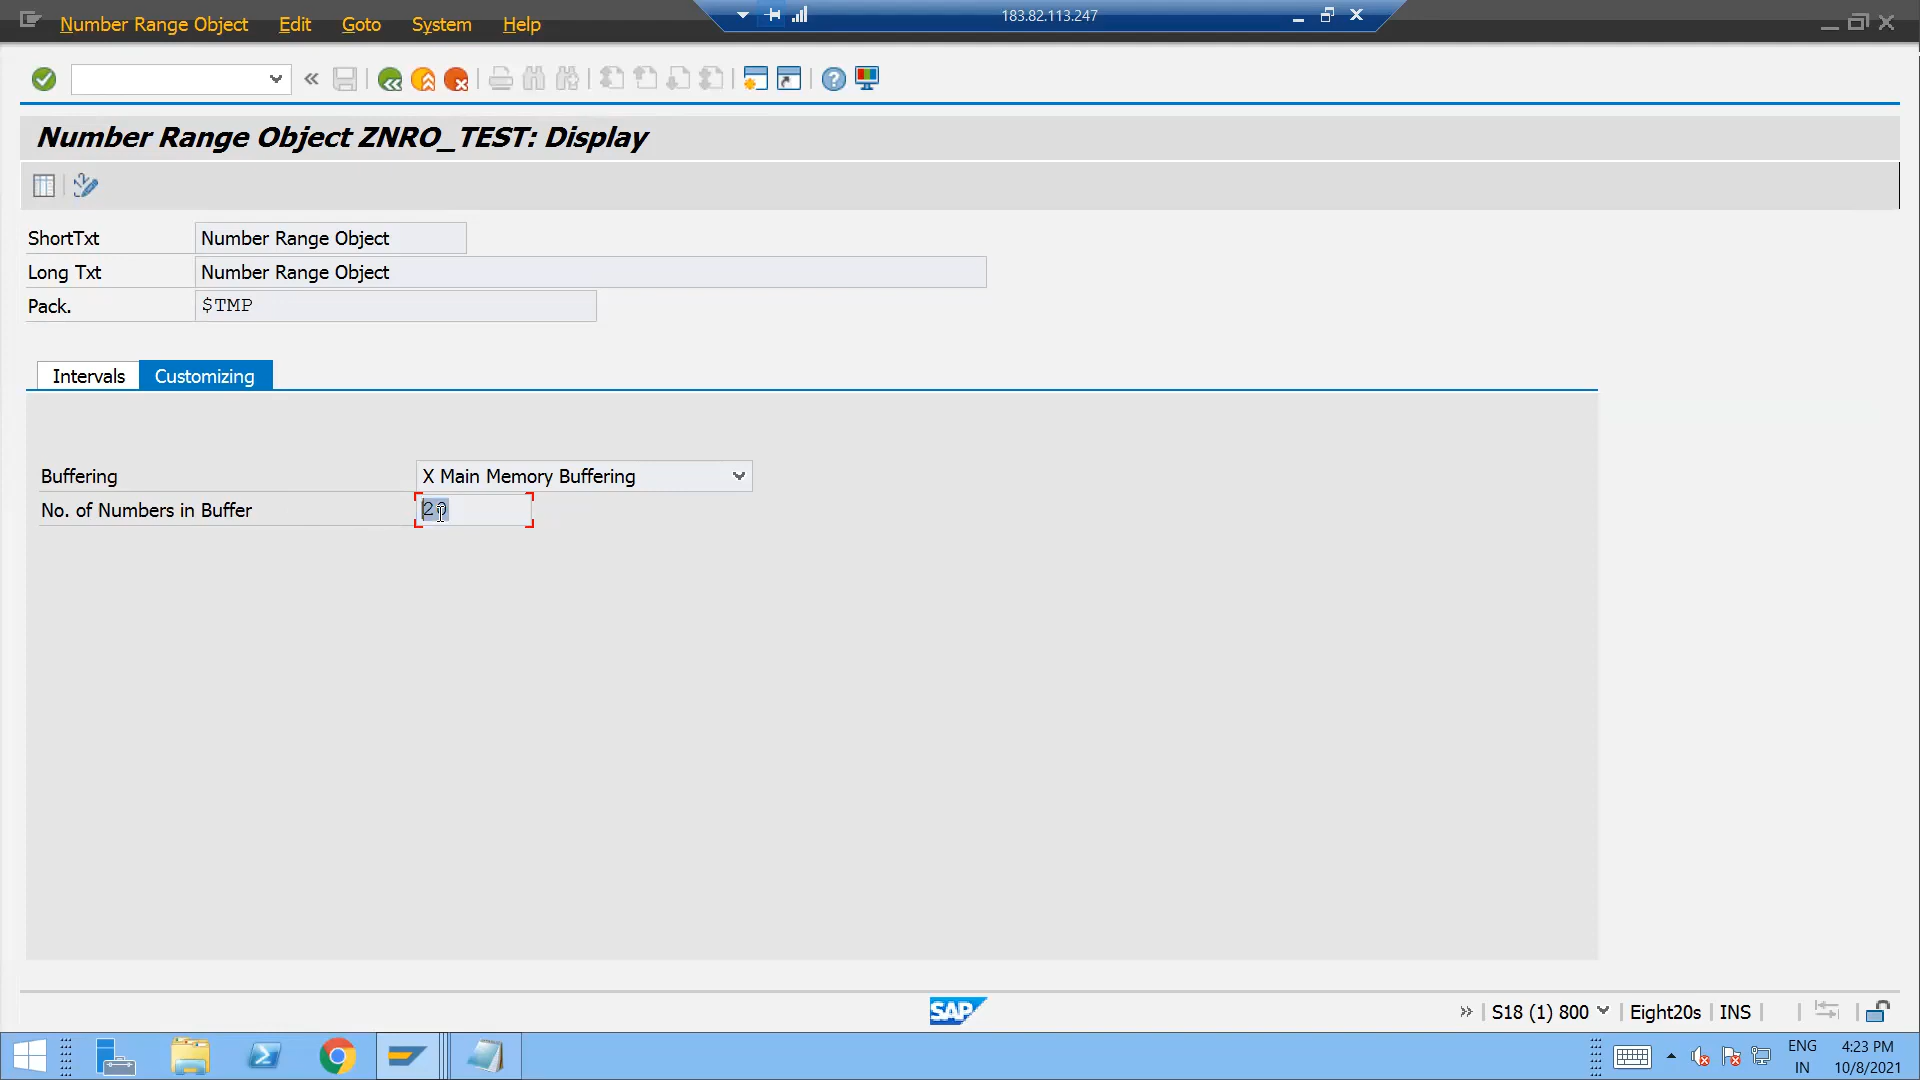 Number Range Object Edit Goto System Help
183.82.113.247
Number Range Object ZNRO_TEST: Display
ShortTxt Number Range Object
Long Txt Number Range Object
Pack. $TMP
Intervals Customizing
Buffering X Main Memory Buffering
No. of Numbers in Buffer 20
SAP
S18 (1) 800 Eight20s INS
ENG 4:23 PM
IN 10/8/2021